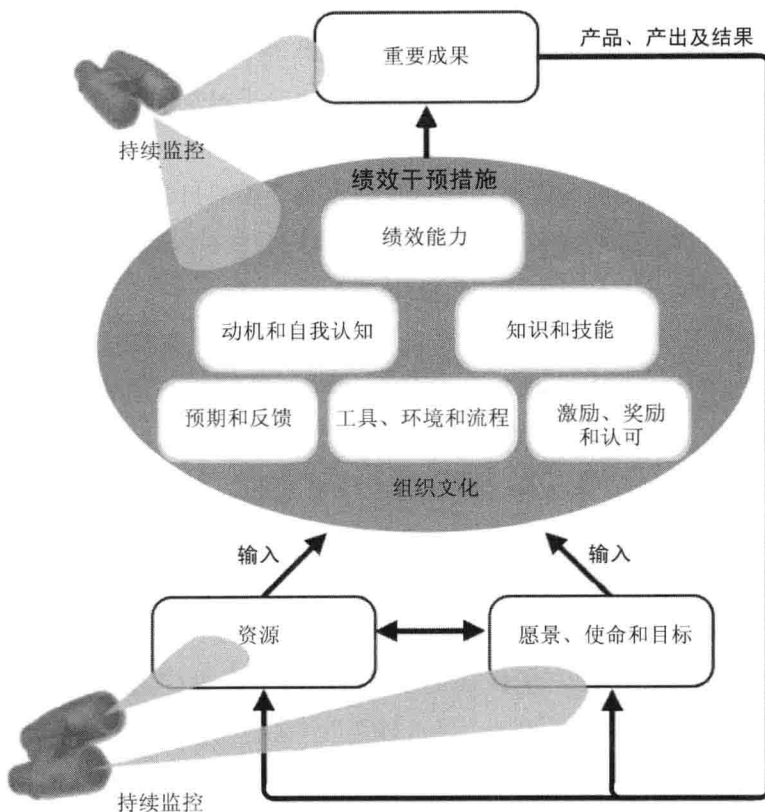 重要成果
产品、产出及结果
持续监控
绩效干预措施
绩效能力
动机和自我认知
知识和技能
预期和反馈
工具、环境和流程
激励、奖励
和认可
组织文化
输入
输入
资源
愿景、使命和目标
持续监控